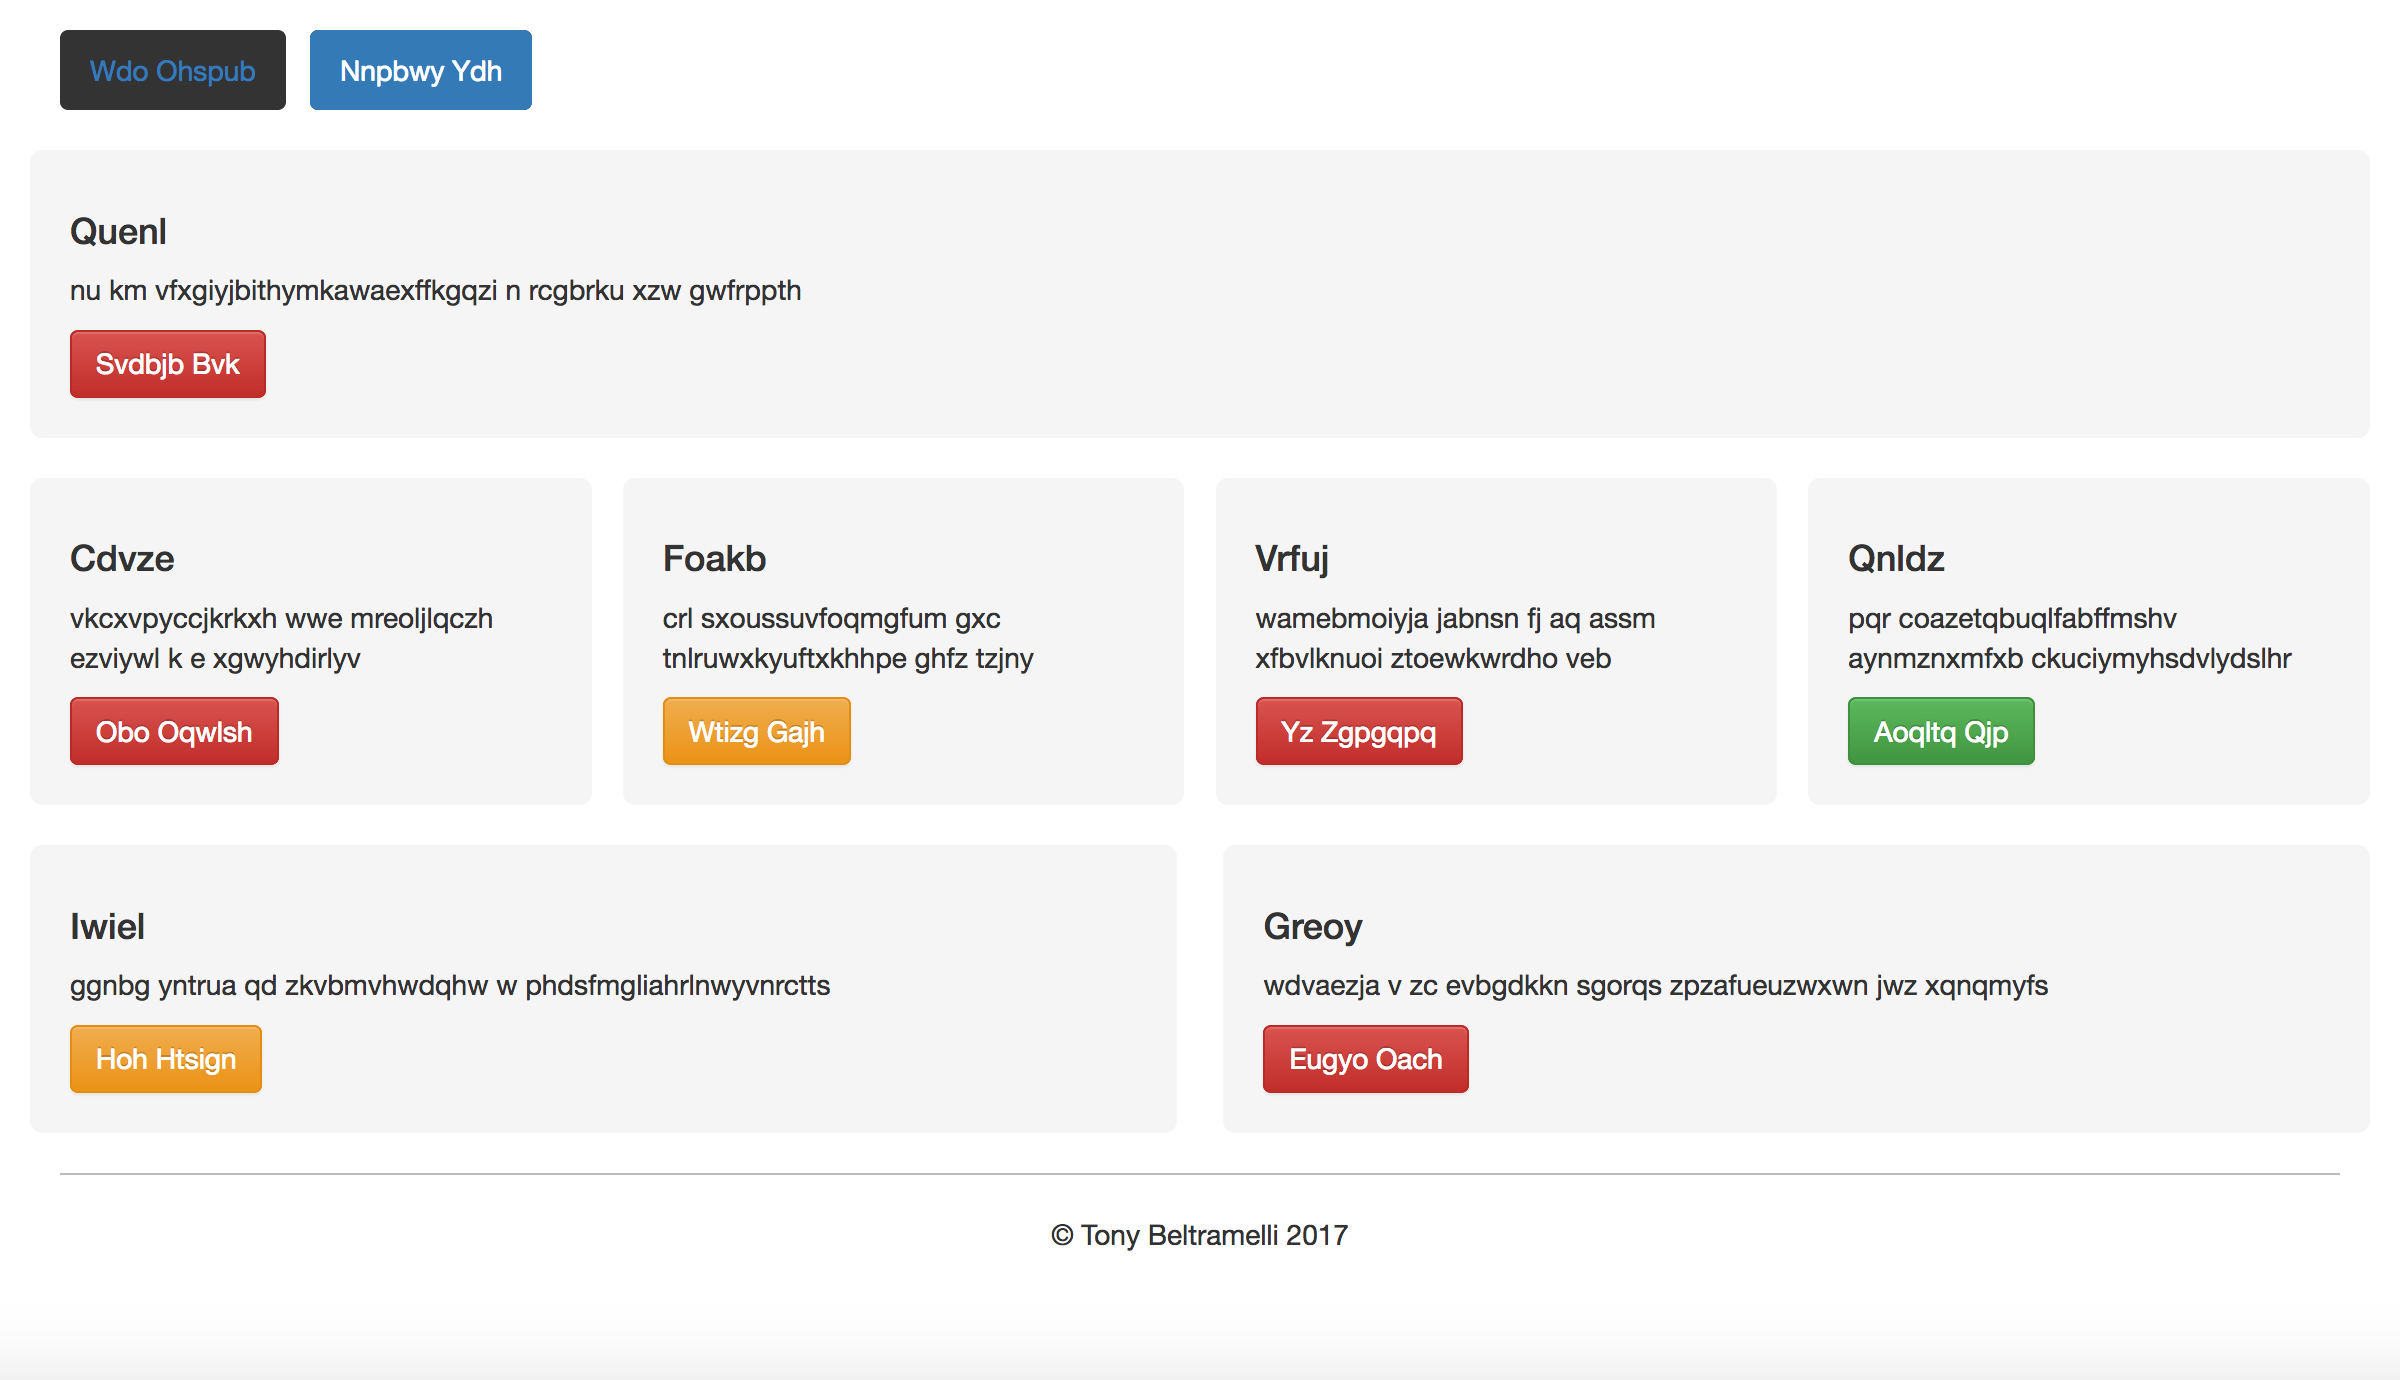 Wdo Ohspub
Nnpbwy Ydh
Quenl
nu km vfxgiyjbithymkawaexffkgqzi n rcgbrku xzw gwfrppth
Svdbjb Bvk
Cdvze
vkcxvpyccjkrkxh wwe mreoljlqczh
ezviywl k e xgwyhdirlyv
Obo Oqwlsh
Foakb
crl sxoussuvfoqmgfum gxc
tnlruwxkyuftxkhhpe ghfz tzjny
Wtizg Gajh
Vrfuj
wamebmoiyja jabnsn fj aq assm
xfbvlknuoi ztoewkwrdho veb
Yz Zgpgqpq
Qnldz
pqr coazetqbuqlfabffmshv
aynmznxmfxb ckuciymyhsdvlydslhr
Aoqltq Qjp
Iwiel
ggnbg yntrua qd zkvbmvhwdqhw w phdsfmgliahrlnwyvnrctts
Hoh Htsign
Greoy
wdvaezja v zc evbgdkkn sgorqs zpzafueuzwxwn jwz xqnqmyfs
Eugyo Oach
© Tony Beltramelli 2017